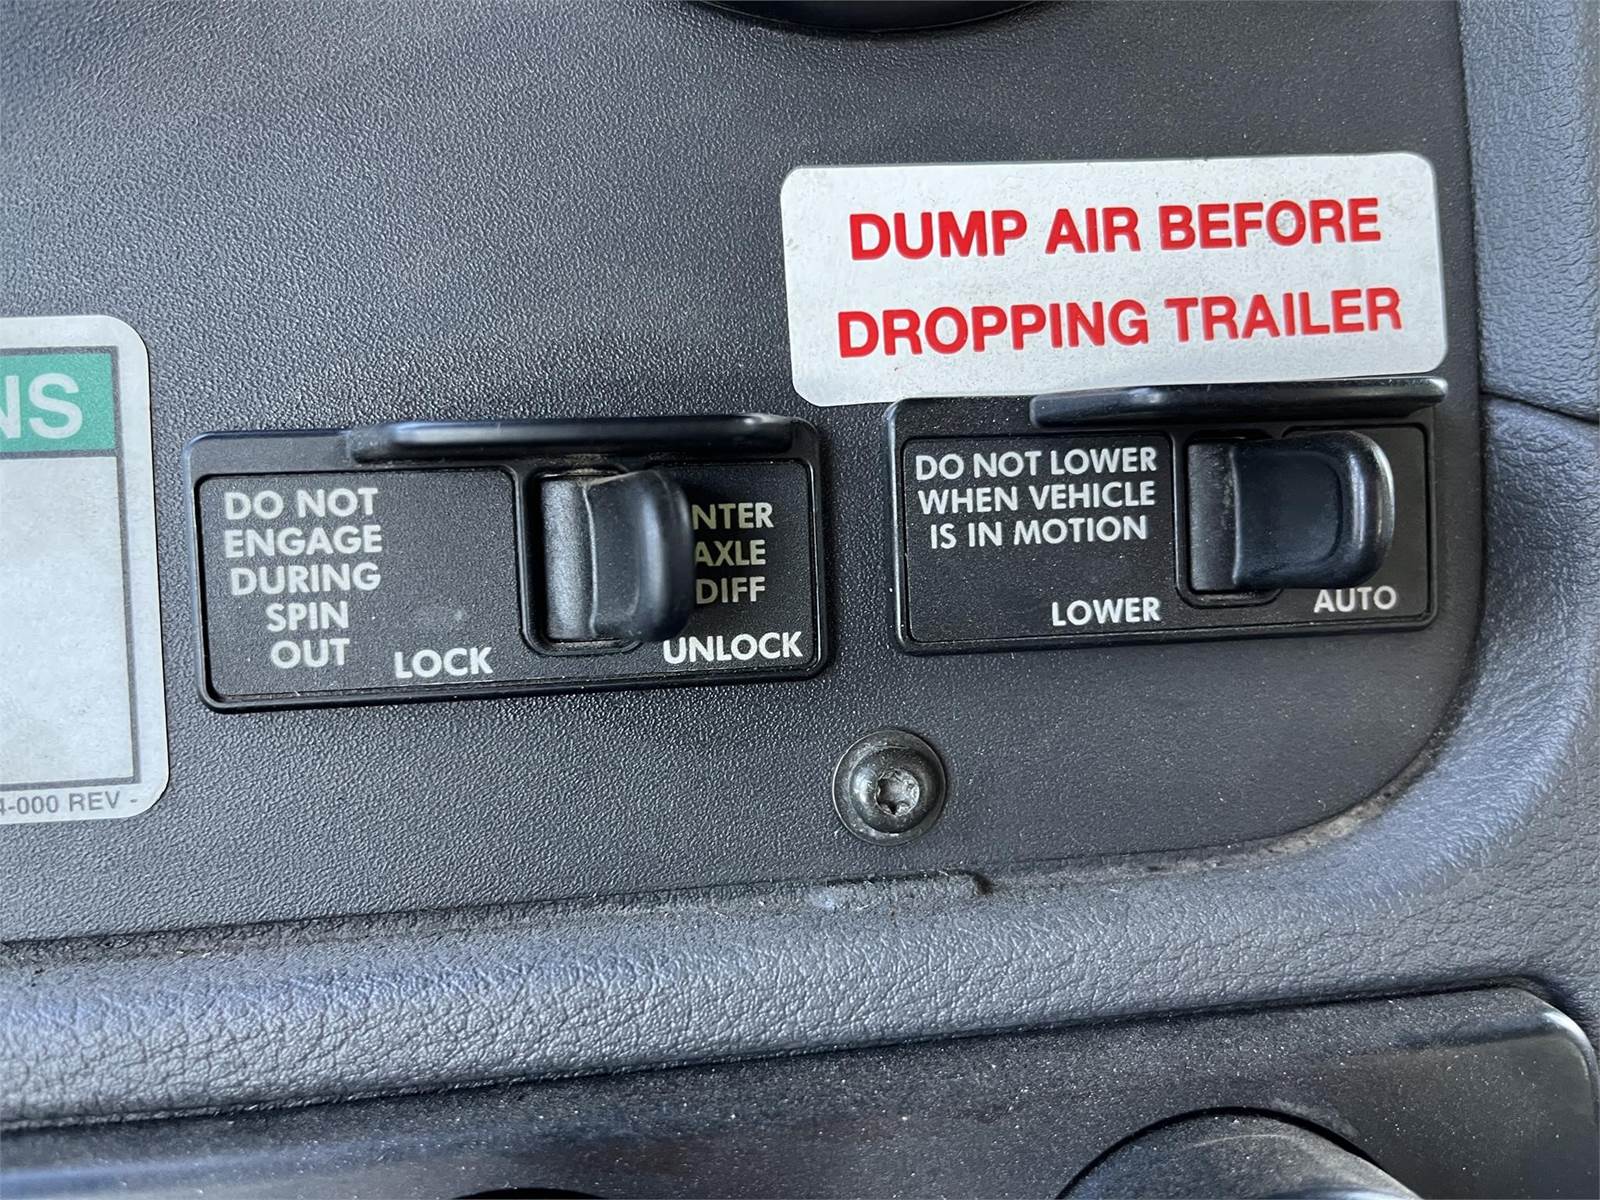 DUMP AIR BEFORE
DROPPING TRAILER
NS
4-000 REV -
DO NOT
ENGAGE
DURING
SPIN
OUT
LOCK
NTER
AXLE
DIFF
UNLOCK
DO NOT LOWER
WHEN VEHICLE
IS IN MOTION
LOWER
AUTO